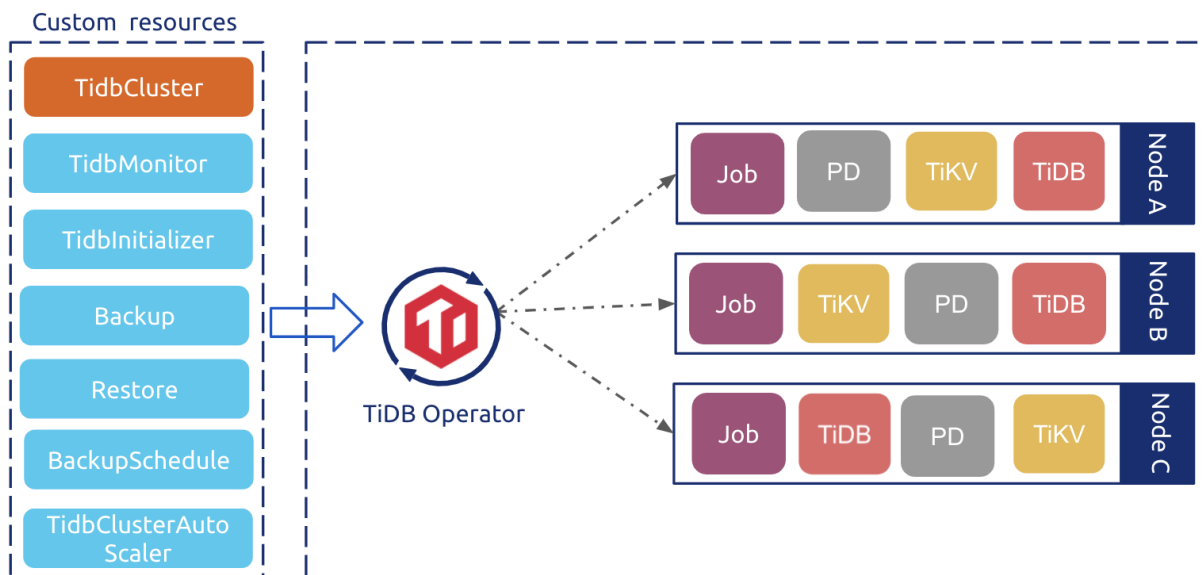 Custom resources
TidbCluster
TidbMonitor
TidbInitializer
Backup
Restore
BackupSchedule
TidbClusterAuto
Scaler
Ti
TiDB Operator
Job PD TiKV TiDB Node A
Job TiKV PD TiDB Node B
Job TiDB PD TiKV Node C